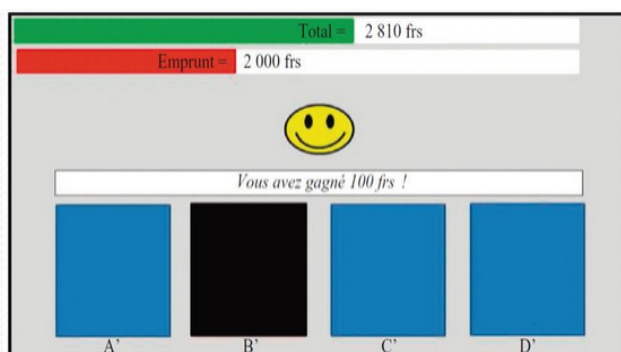 Total = 2 810 frs
Emprunt = 2 000 frs
Vous avez gagné 100 frs !
A’ B’ C’ D’